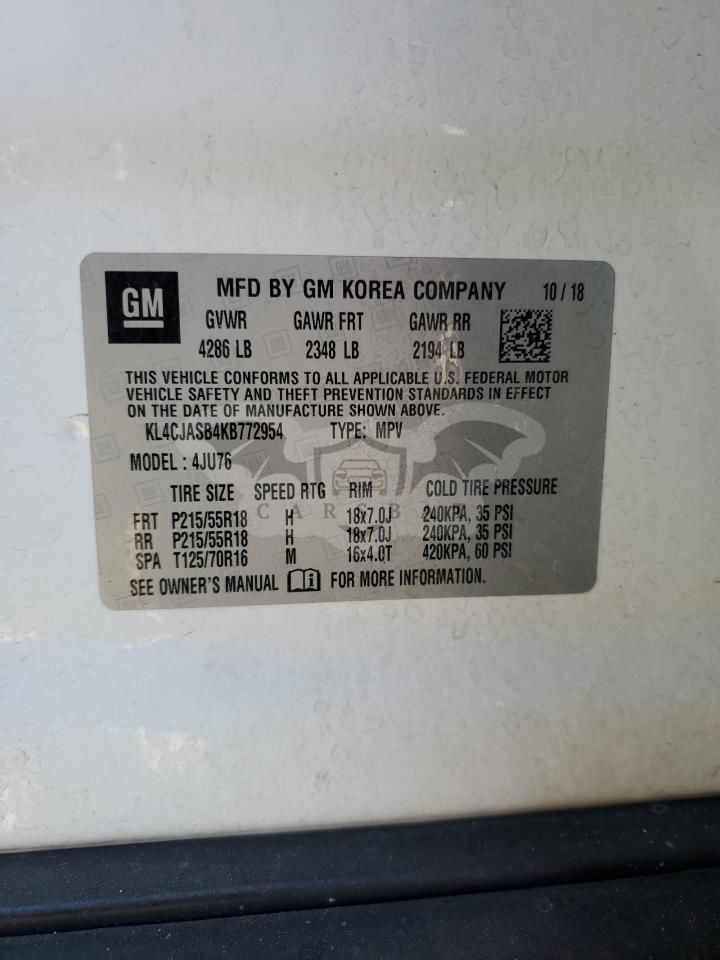 GM MFD BY GM KOREA COMPANY 10 / 18
GVWR GAWR FRT GAWR RR
4286 LB 2348 LB 2194 LB
THIS VEHICLE CONFORMS TO ALL APPLICABLE U.S. FEDERAL MOTOR
VEHICLE SAFETY AND THEFT PREVENTION STANDARDS IN EFFECT
ON THE DATE OF MANUFACTURE SHOWN ABOVE.
KL4CJASB4KB772954 TYPE: MPV
MODEL : 4JU76
TIRE SIZE SPEED RTG RIM COLD TIRE PRESSURE
FRT P215/55R18 H 18x7.0J 240KPA, 35 PSI
RR P215/55R18 H 18x7.0J 240KPA, 35 PSI
SPA T125/70R16 M 16x4.0T 420KPA, 60 PSI
SEE OWNER'S MANUAL i FOR MORE INFORMATION.